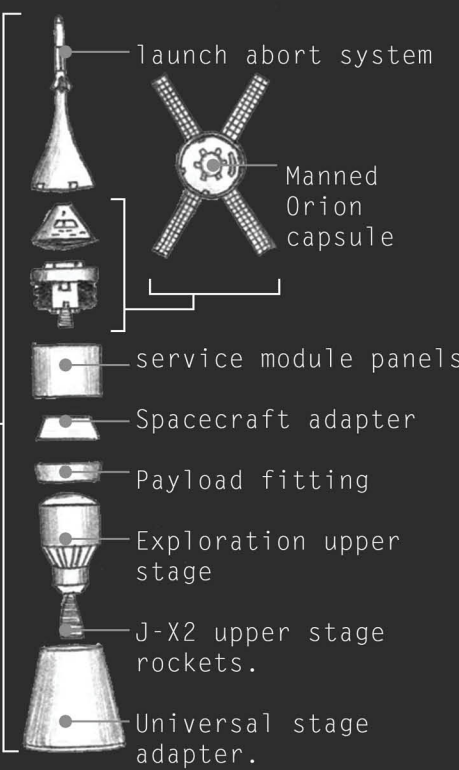 launch abort system
Manned
Orion
capsule
service module panels
Spacecraft adapter
Payload fitting
Exploration upper
stage
J-X2 upper stage
rockets.
Universal stage
adapter.